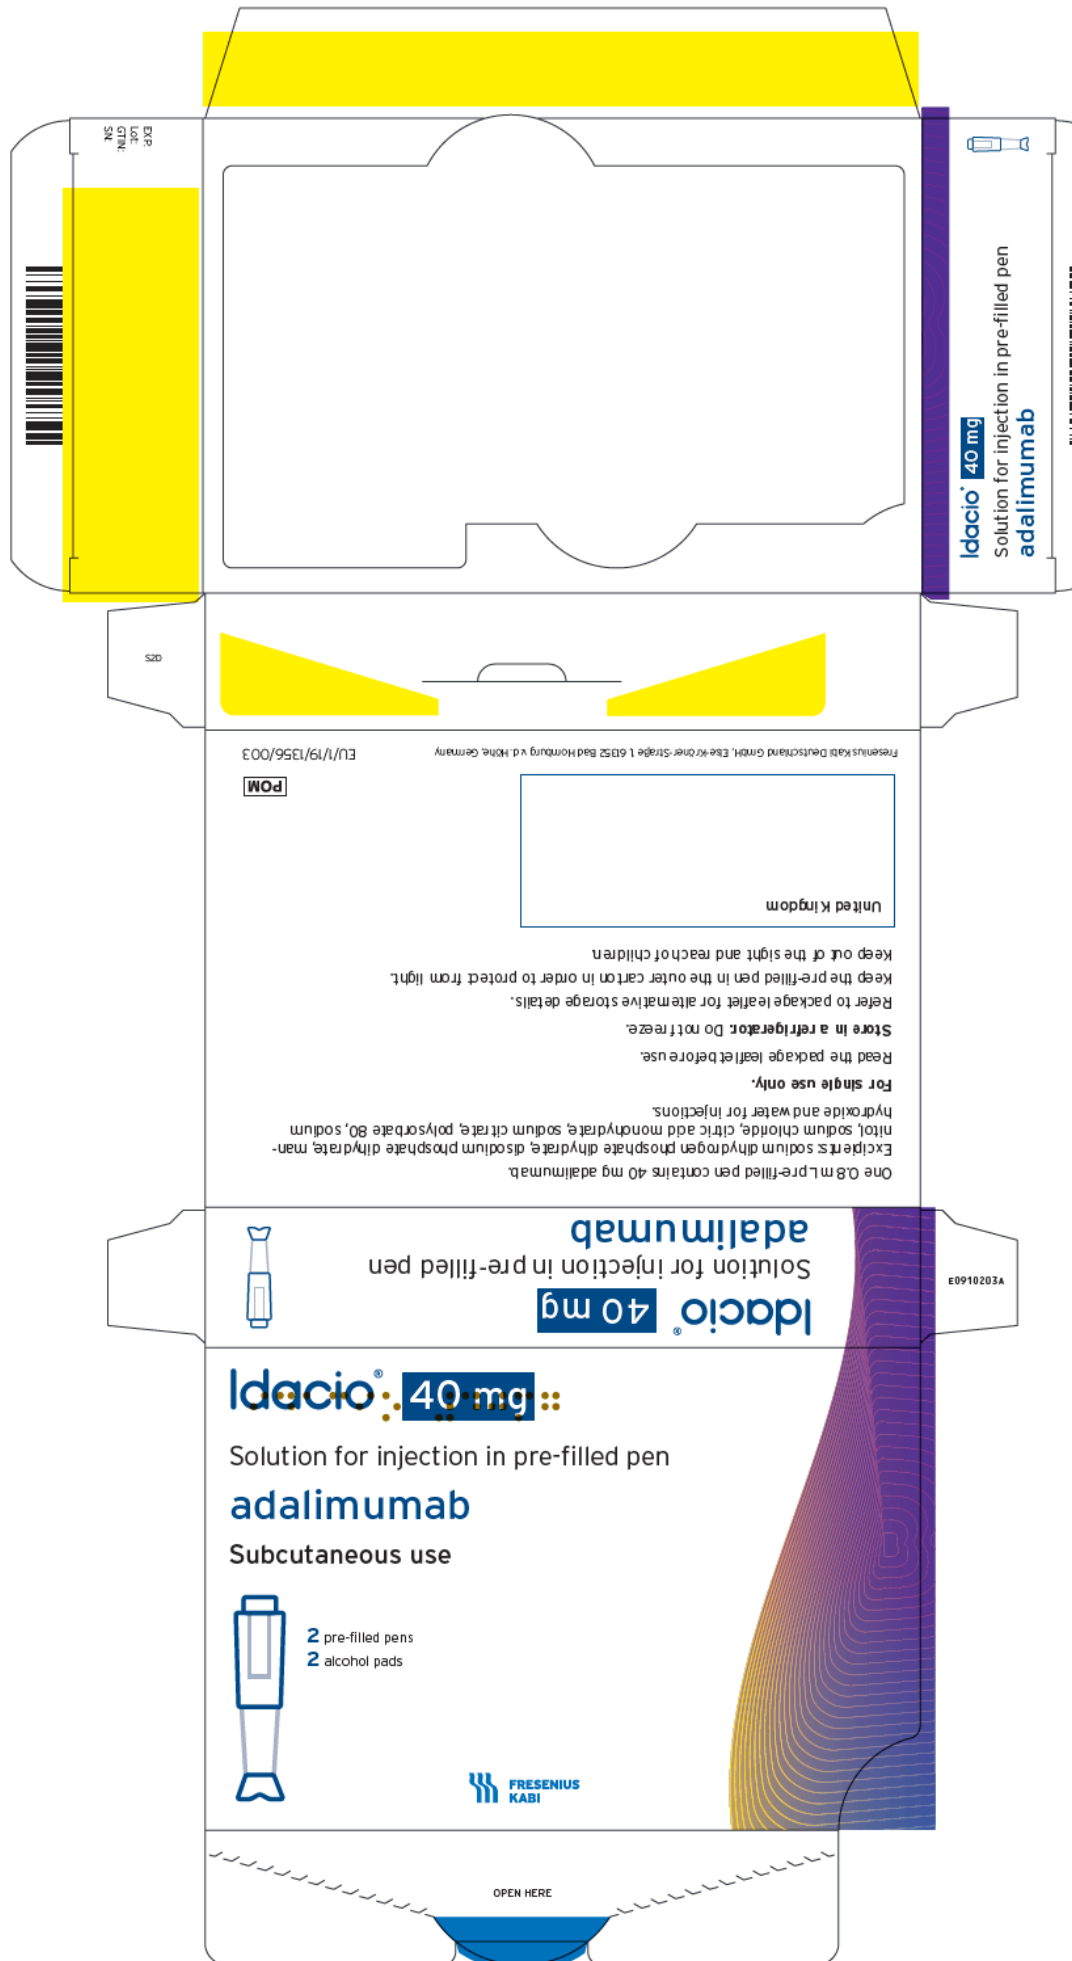 EXP:
Lot:
GTIN:
SN:
Idacio® 40 mg
Solution for injection in pre-filled pen
adalimumab
SZD
Fresenius Kabi Deutschland GmbH, Else-Kröner-Straße 1, 61352 Bad Homburg v.d. Höhe, Germany
EU/1/19/1356/003
POM
United Kingdom
One 0.8 mL pre-filled pen contains 40 mg adalimumab.
Excipients: sodium dihydrogen phosphate dihydrate, disodium phosphate dihydrate, man-
nitol, sodium chloride, citric acid monohydrate, sodium citrate, polysorbate 80, sodium
hydroxide and water for injections.
For single use only.
Read the package leaflet before use.
Store in a refrigerator. Do not freeze.
Refer to package leaflet for alternative storage details.
Keep the pre-filled pen in the outer carton in order to protect from light.
Keep out of the sight and reach of children.
Idacio® 40 mg
Solution for injection in pre-filled pen
adalimumab
E0910203A
Idacio® 40 mg
Solution for injection in pre-filled pen
adalimumab
Subcutaneous use
2 pre-filled pens
2 alcohol pads
FRESENIUS
KABI
OPEN HERE